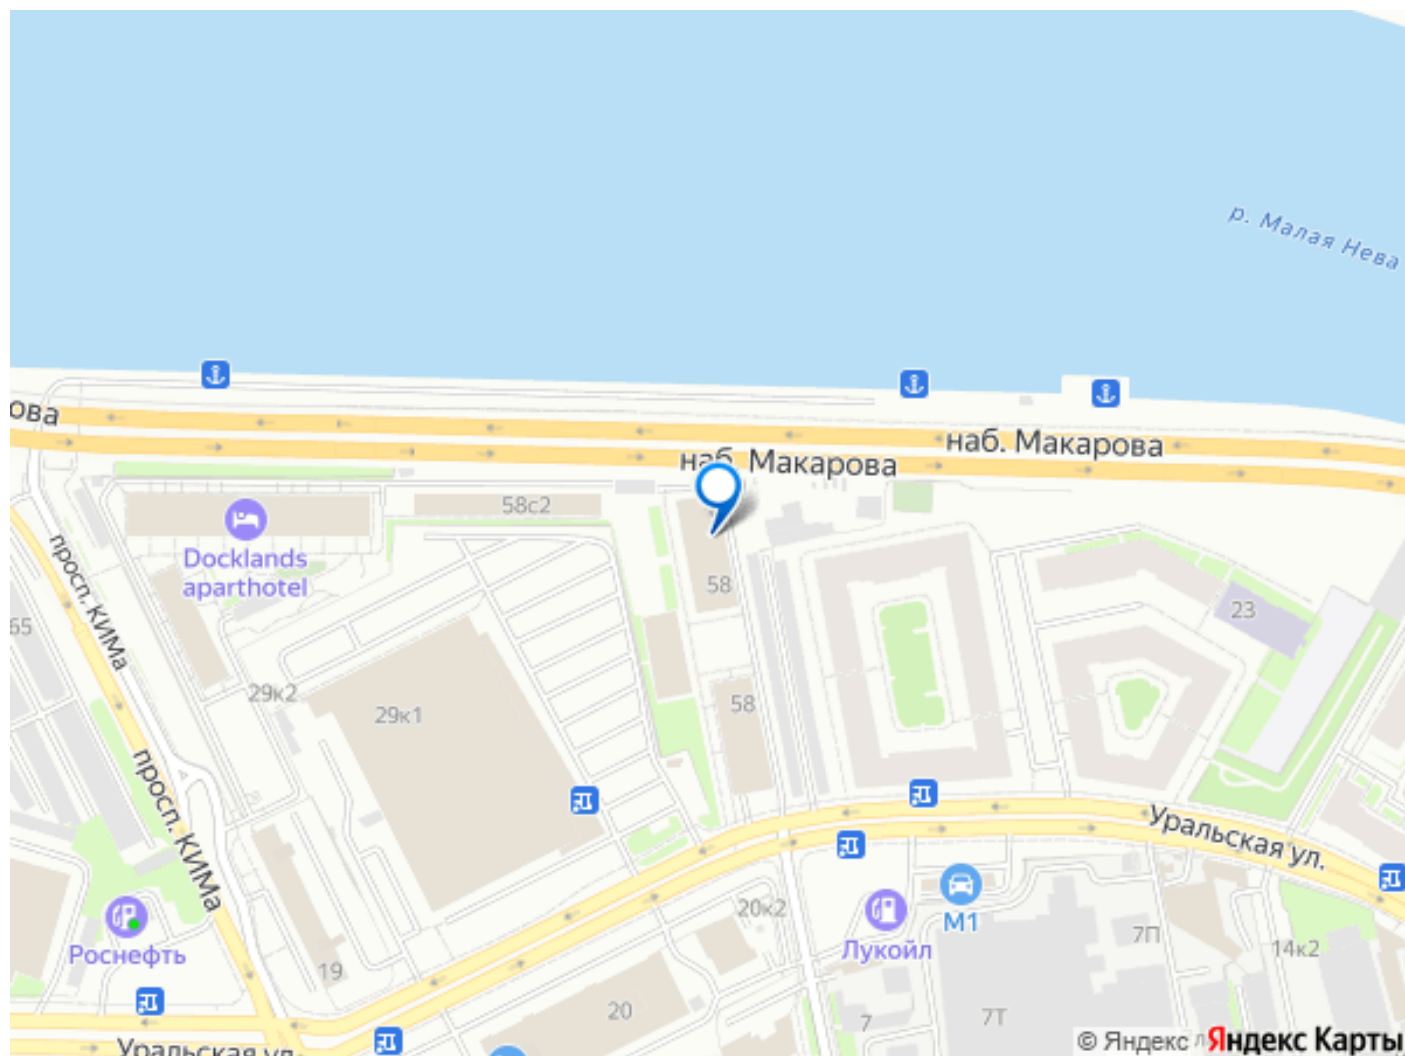 р. Малая Нева
ова
наб. Макарова
наб. Макарова
58с2
Docklands
aparthotel
просп. КИМа
58
23
65
29к2
29к1
58
просп. КИМа
Уральская ул.
20к2
М1
Роснефть
Лукойл
7П
14к2
19
20
7
7Т
Уральская ул.
© Яндекс
Яндекс Карты